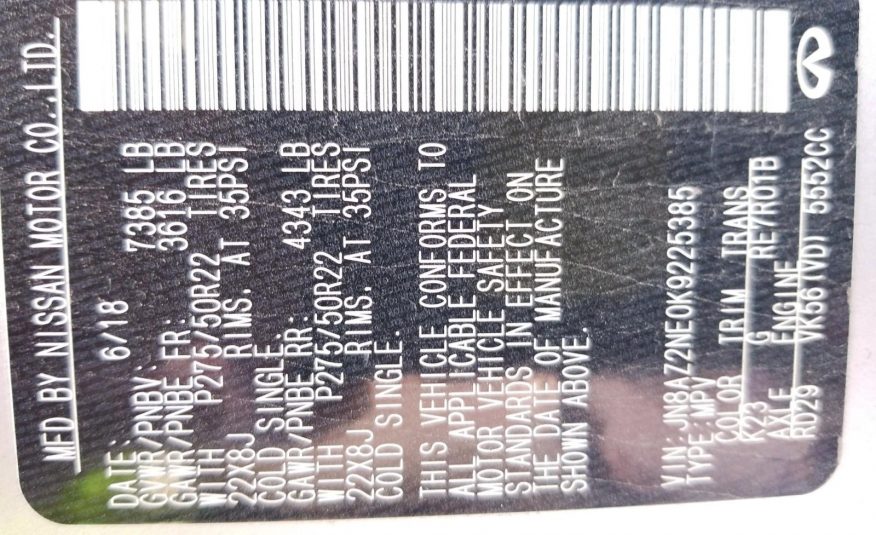 MFD BY NISSAN MOTOR CO.,LTD.
DATE: 6/18
GVWR/PNBV: 7385 LB
GAWR/PNBE FR: 3616 LB
WITH P275/50R22 TIRES
22X8J RIMS. AT 35PSI
COLD SINGLE.
GAWR/PNBE RR: 4343 LB
WITH P275/50R22 TIRES
22X8J RIMS. AT 35PSI
COLD SINGLE.
THIS VEHICLE CONFORMS TO
ALL APPLICABLE FEDERAL
MOTOR VEHICLE SAFETY
STANDARDS IN EFFECT ON
THE DATE OF MANUFACTURE
SHOWN ABOVE.
VIN:JN8AZ2NE0K9225385
TYPE:MPV
COLOR TRIM TRANS
K23 G RE7R01B
AXLE ENGINE
RD29 VK56(VD) 5552CC